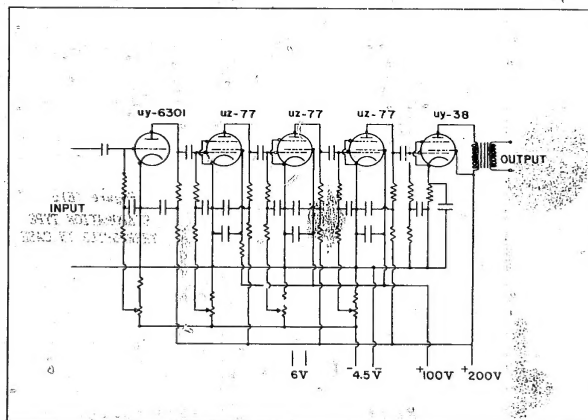 uy-6301 uz-77 uz-77 uz-77 uy-38
OUTPUT
INPUT
6V -4.5V +100V +200V